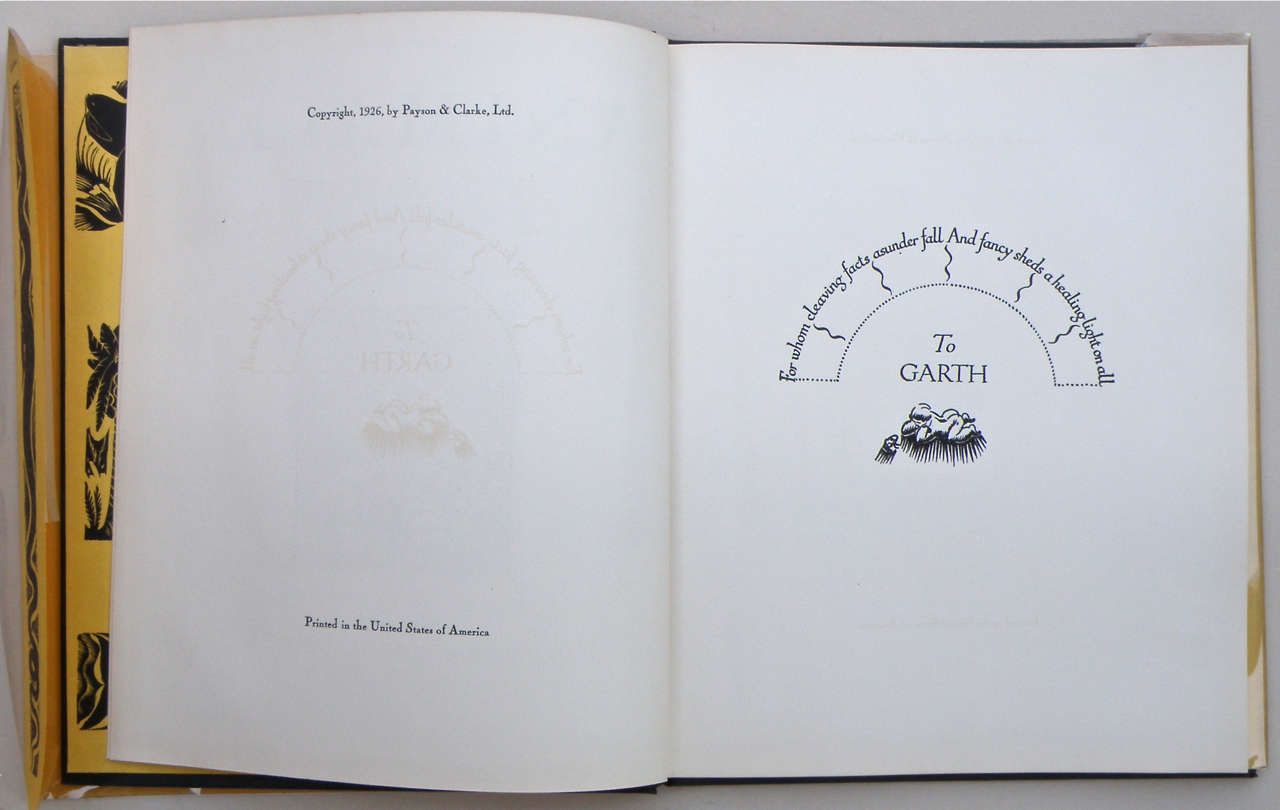 Copyright, 1926, by Payson & Clarke, Ltd.
Printed in the United States of America
For whom cleaving facts asunder fall And fancy sheds a healing light on all
To
GARTH